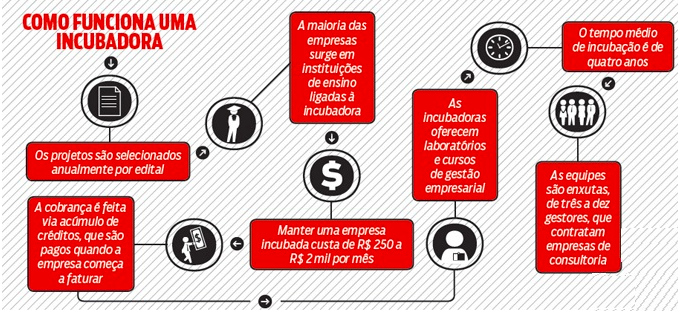 COMO FUNCIONA UMA
INCUBADORA
Os projetos são selecionados
anualmente por edital
A maioria das
empresas
surge em
instituições
de ensino
ligadas à
incubadora
$
Manter uma empresa
incubada custa de R$ 250 a
R$ 2 mil por mês
$
A cobrança é feita
via acúmulo de
créditos, que são
pagos quando a
empresa começa
a faturar
As
incubadoras
oferecem
laboratórios
e cursos
de gestão
empresarial
O tempo médio
de incubação é de
quatro anos
As equipes
são enxutas,
de três a dez
gestores, que
contratam
empresas de
consultoria